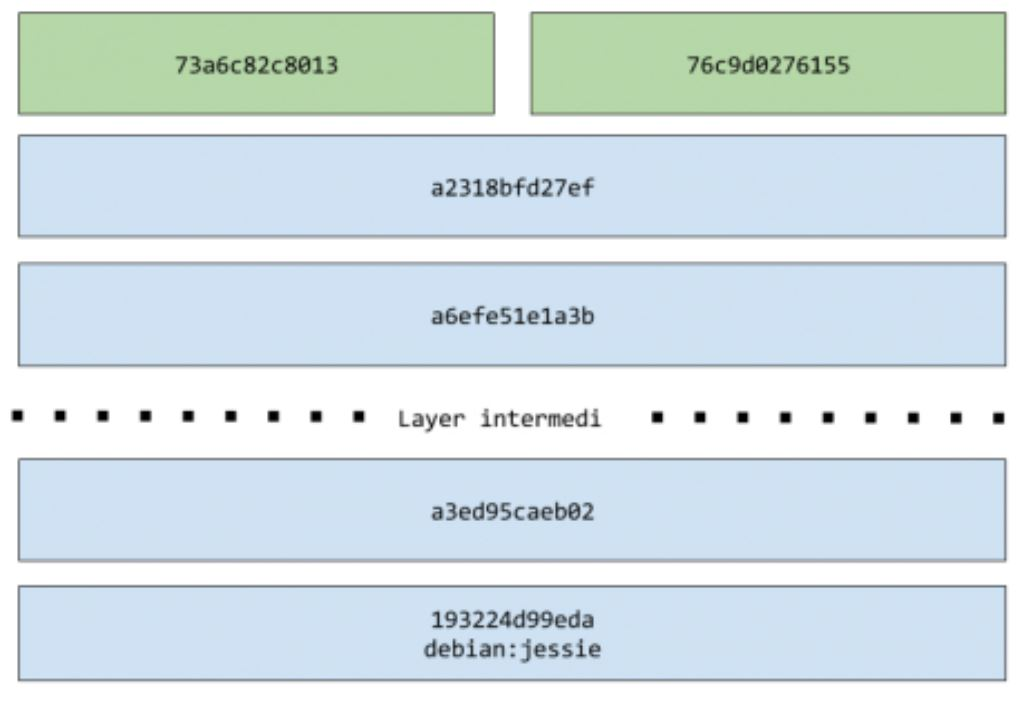 73a6c82c8013
76c9d0276155
a2318bfd27ef
a6efe51e1a3b
Layer intermedi
a3ed95caeb02
193224d99eda
debian:jessie